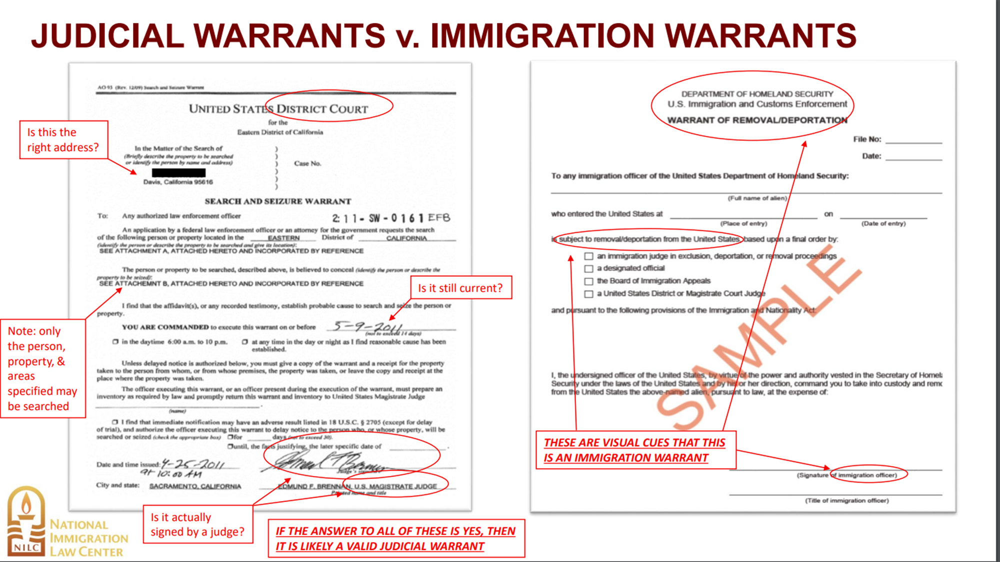 JUDICIAL WARRANTS v. IMMIGRATION WARRANTS
AO 93 (Rev. 12/09) Search and Seizure Warrant
UNITED STATES DISTRICT COURT
for the
Eastern District of California
Is this the
right address?
In the Matter of the Search of
(Briefly describe the property to be searched
or identify the person by name and address)
Davis, California 95616
)
)
)
)
)
)
Case No.
SEARCH AND SEIZURE WARRANT
To: Any authorized law enforcement officer
2: 1 1 - SW - 0 1 6 1 EFB
An application by a federal law enforcement officer or an attorney for the government requests the search
of the following person or property located in the EASTERN District of CALIFORNIA
(identify the person or describe the property to be searched and give its location):
SEE ATTACHMENT A, ATTACHED HERETO AND INCORPORATED BY REFERENCE
The person or property to be searched, described above, is believed to conceal (identify the person or describe the
property to be seized):
SEE ATTACHEMNT B, ATTACHED HERETO AND INCORPORATED BY REFERENCE
Is it still current?
I find that the affidavit(s), or any recorded testimony, establish probable cause to search and seize the person or
property.
YOU ARE COMMANDED to execute this warrant on or before 5-9-2011
(not to exceed 14 days)
Note: only
the person,
property, &
areas
specified may
be searched
❒ in the daytime 6:00 a.m. to 10 p.m. ❒ at any time in the day or night as I find reasonable cause has been
established.
Unless delayed notice is authorized below, you must give a copy of the warrant and a receipt for the property
taken to the person from whom, or from whose premises, the property was taken, or leave the copy and receipt at the
place where the property was taken.
The officer executing this warrant, or an officer present during the execution of the warrant, must prepare an
inventory as required by law and promptly return this warrant and inventory to United States Magistrate Judge
.
(name)
❒ I find that immediate notification may have an adverse result listed in 18 U.S.C. § 2705 (except for delay
of trial), and authorize the officer executing this warrant to delay notice to the person who, or whose property, will be
searched or seized (check the appropriate box) ❒for days (not to exceed 30).
❒until, the facts justifying, the later specific date of .
Date and time issued: 4-25-2011
at 10:00 AM
Judge's signature
City and state: SACRAMENTO, CALIFORNIA
EDMUND F. BRENNAN, U.S. MAGISTRATE JUDGE
Printed name and title
Is it actually
signed by a judge?
IF THE ANSWER TO ALL OF THESE IS YES, THEN
IT IS LIKELY A VALID JUDICIAL WARRANT
NILC
NATIONAL
IMMIGRATION
LAW CENTER
DEPARTMENT OF HOMELAND SECURITY
U.S. Immigration and Customs Enforcement
WARRANT OF REMOVAL/DEPORTATION
File No:
Date:
To any immigration officer of the United States Department of Homeland Security:
(Full name of alien)
who entered the United States at on
(Place of entry) (Date of entry)
is subject to removal/deportation from the United States, based upon a final order by:
☐ an immigration judge in exclusion, deportation, or removal proceedings
☐ a designated official
☐ the Board of Immigration Appeals
☐ a United States District or Magistrate Court Judge
and pursuant to the following provisions of the Immigration and Nationality Act:
SAMPLE
I, the undersigned officer of the United States, by virtue of the power and authority vested in the Secretary of Homela
Security under the laws of the United States and by his or her direction, command you to take into custody and remo
from the United States the above-named alien, pursuant to law, at the expense of:
THESE ARE VISUAL CUES THAT THIS
IS AN IMMIGRATION WARRANT
(Signature of immigration officer)
(Title of immigration officer)